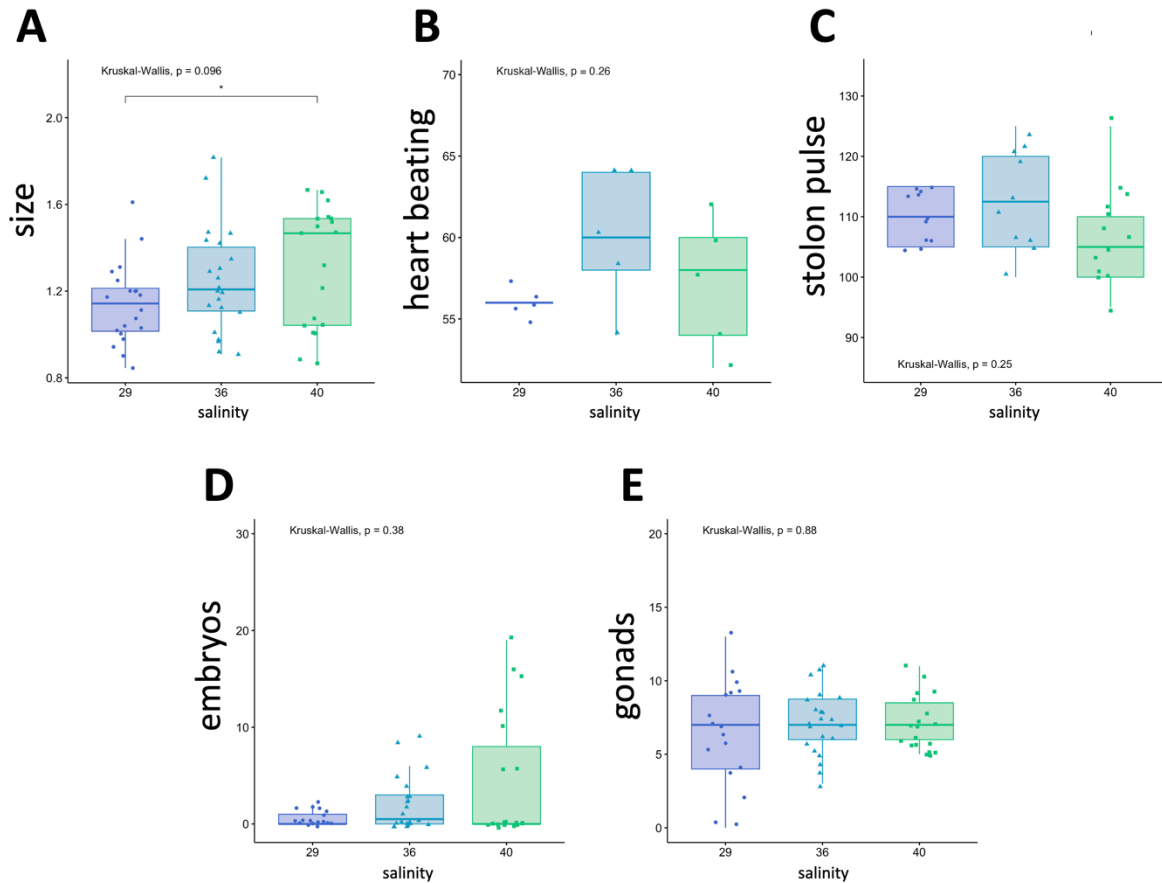 A
Kruskal-Wallis, p = 0.096
*
size
2.0
1.6
1.2
0.8
29 36 40
salinity
B
Kruskal-Wallis, p = 0.26
heart beating
70
65
60
55
29 36 40
salinity
C
stolon pulse
130
120
110
100
90
Kruskal-Wallis, p = 0.25
29 36 40
salinity
D
Kruskal-Wallis, p = 0.38
embryos
30
20
10
0
29 36 40
salinity
E
Kruskal-Wallis, p = 0.88
gonads
20
15
10
5
0
29 36 40
salinity